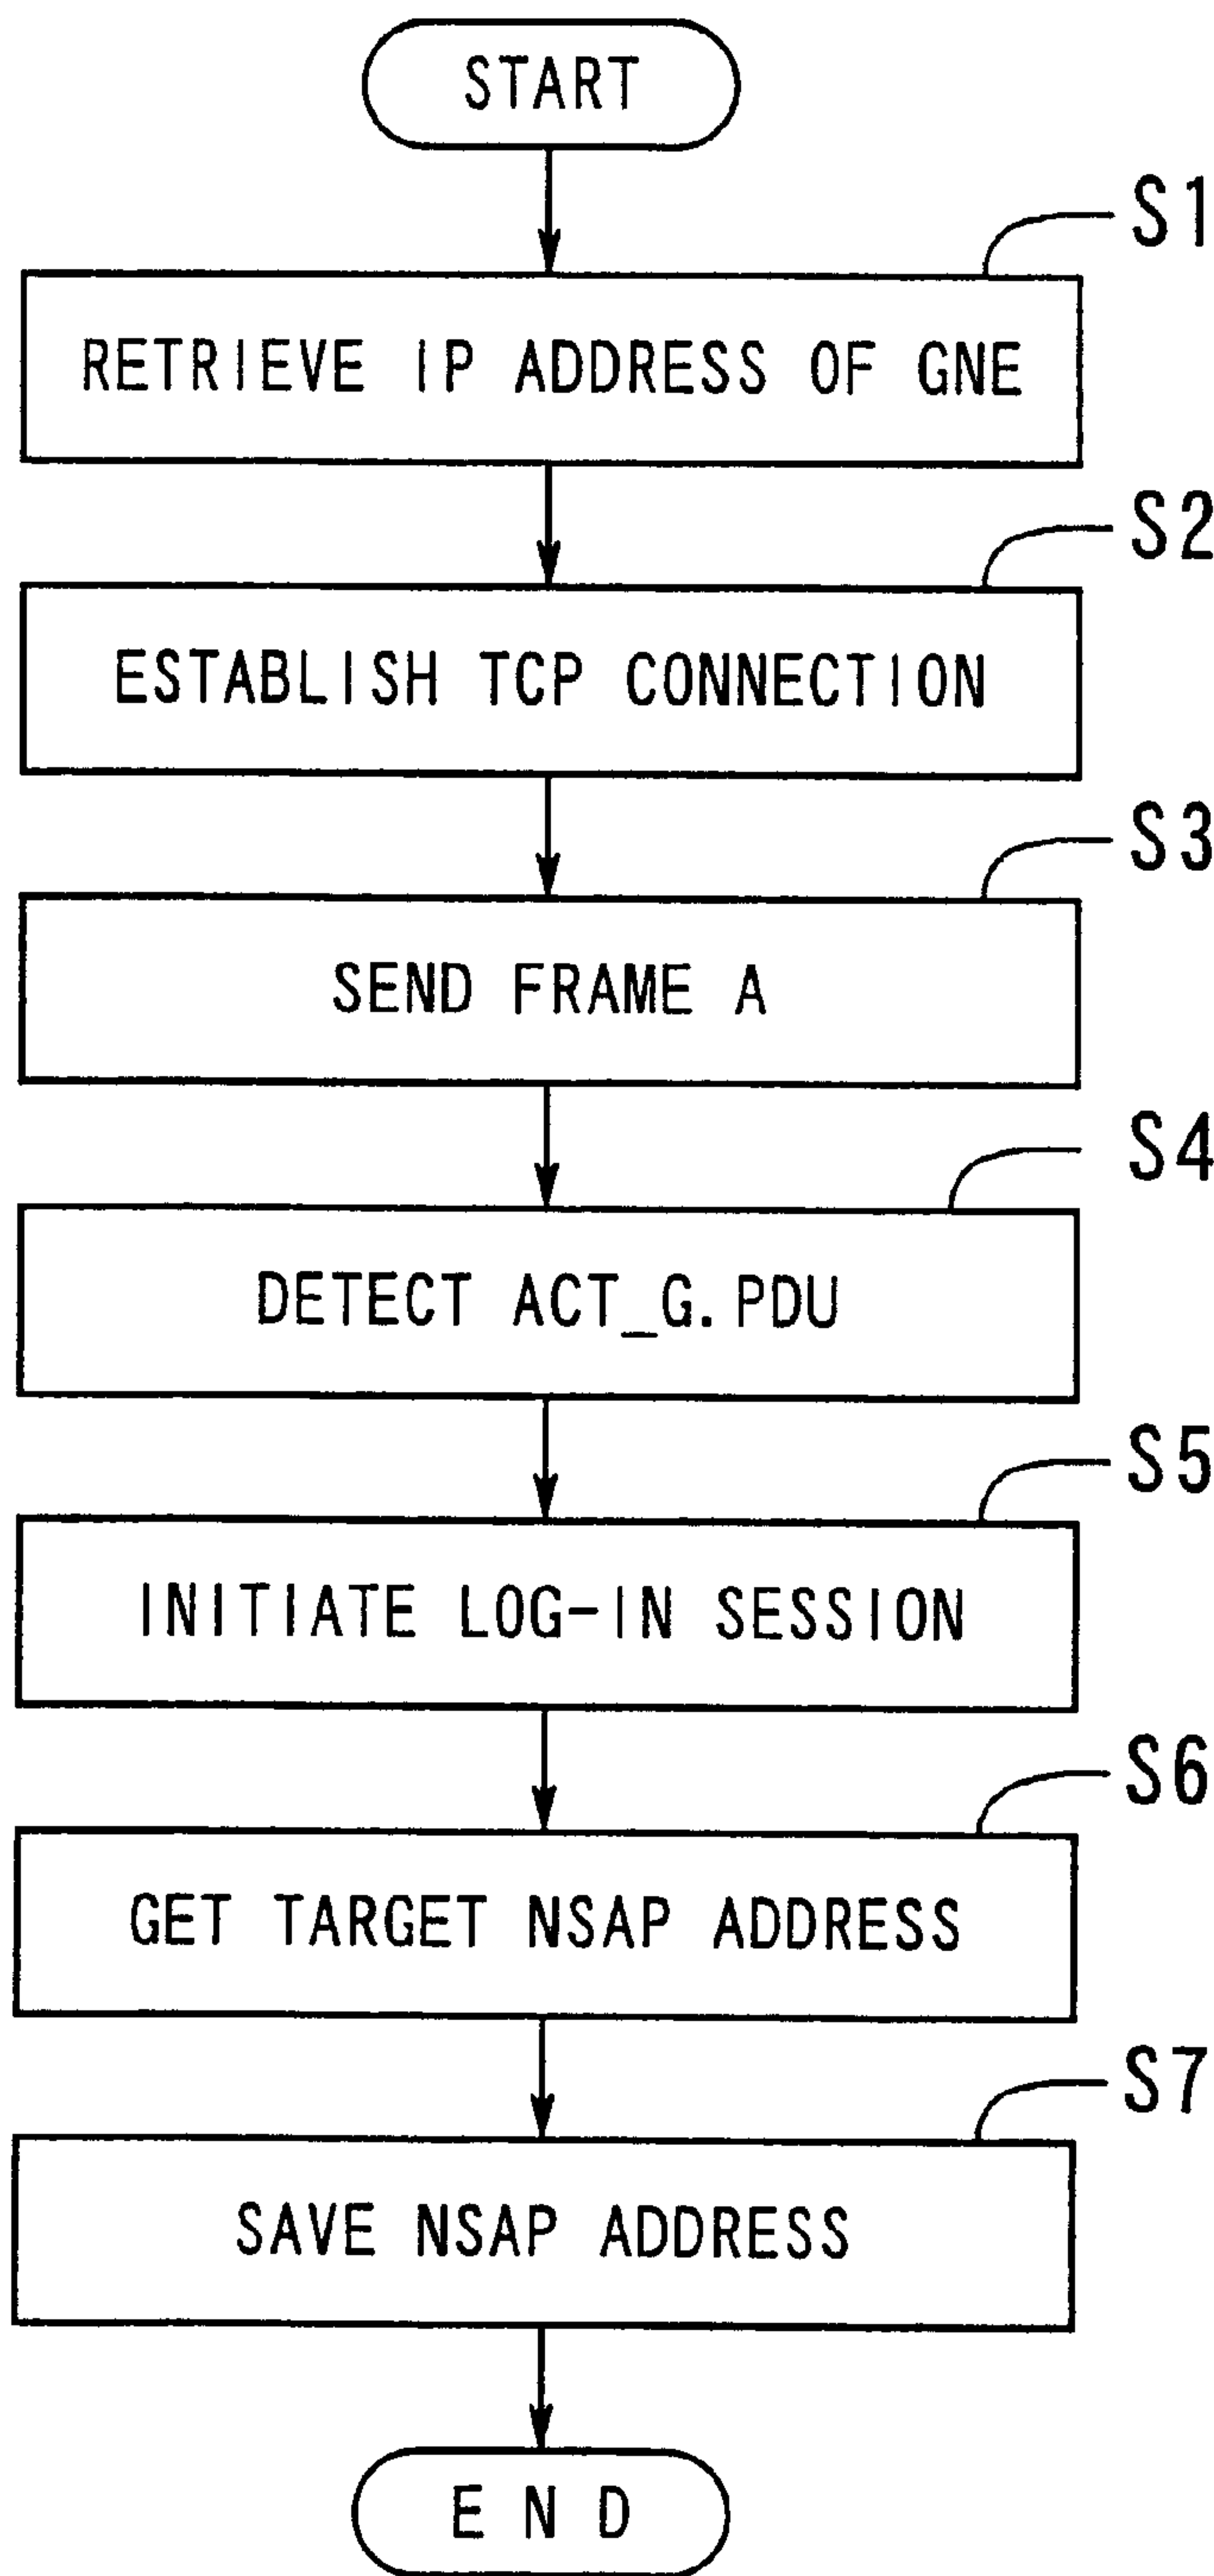 START
S1
RETRIEVE IP ADDRESS OF GNE
S2
ESTABLISH TCP CONNECTION
S3
SEND FRAME A
S4
DETECT ACT_G.PDU
S5
INITIATE LOG-IN SESSION
S6
GET TARGET NSAP ADDRESS
S7
SAVE NSAP ADDRESS
END